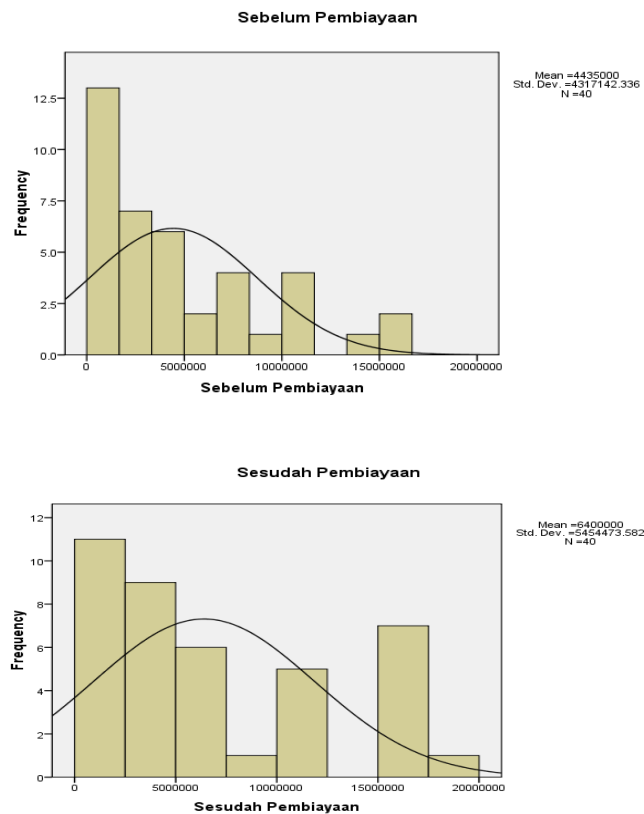 Sebelum Pembiayaan
Mean =4435000
Std. Dev. =4317142.336
N =40
12.5
10.0
7.5
5.0
2.5
0.0
Frequency
0 5000000 10000000 15000000 20000000
Sebelum Pembiayaan
Sesudah Pembiayaan
Mean =6400000
Std. Dev. =5454473.582
N =40
12
10
8
6
4
2
0
Frequency
0 5000000 10000000 15000000 20000000
Sesudah Pembiayaan